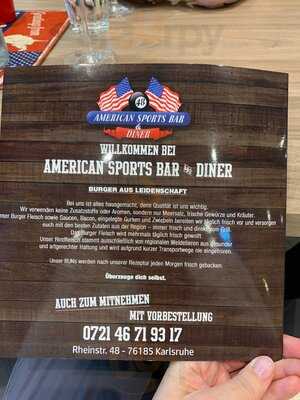 48
AMERICAN SPORTS BAR
&
DINER
WILLKOMMEN BEI
AMERICAN SPORTS BAR DINER
BURGER AUS LEIDENSCHAFT
Bei uns ist alles hausgemacht, denn Qualität ist uns wichtig.
Wir verwenden keine Zusatzstoffe oder Aromen, sondern nur Meersalz, frische Gewürze und Kräuter.
Burger Fleisch sowie Saucen, Bacon, eingelegte Gurken und Zwiebeln bereiten wir täglich frisch vor und versorgen
euch mit den besten Zutaten aus der Region – immer frisch und direkt vom Grill.
Das Burger Fleisch wird mehrmals täglich frisch gewolft.
Unser Rindfleisch stammt ausschließlich von regionalen Weidetieren aus gesunder
und artgerechter Haltung und wird aufgrund kurzer Transportwege nie eingefroren.
Unser BUNs werden nach unserer Rezeptur jeden Morgen frisch gebacken.
Überzeuge dich selbst.
AUCH ZUM MITNEHMEN
MIT VORBESTELLUNG
0721 46 71 93 17
Rheinstr. 48 - 76185 Karlsruhe